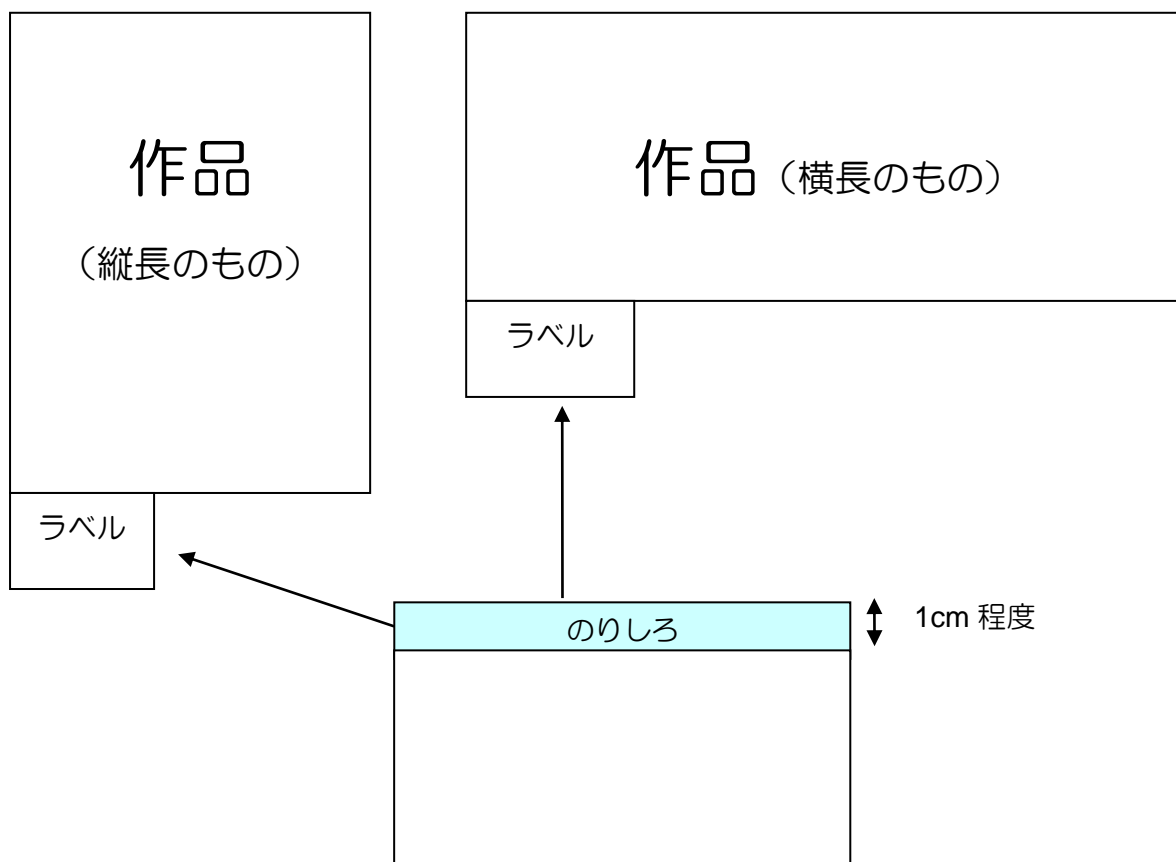 作品
（縦長のもの）
ラベル
作品（横長のもの）
ラベル
のりしろ
1cm 程度